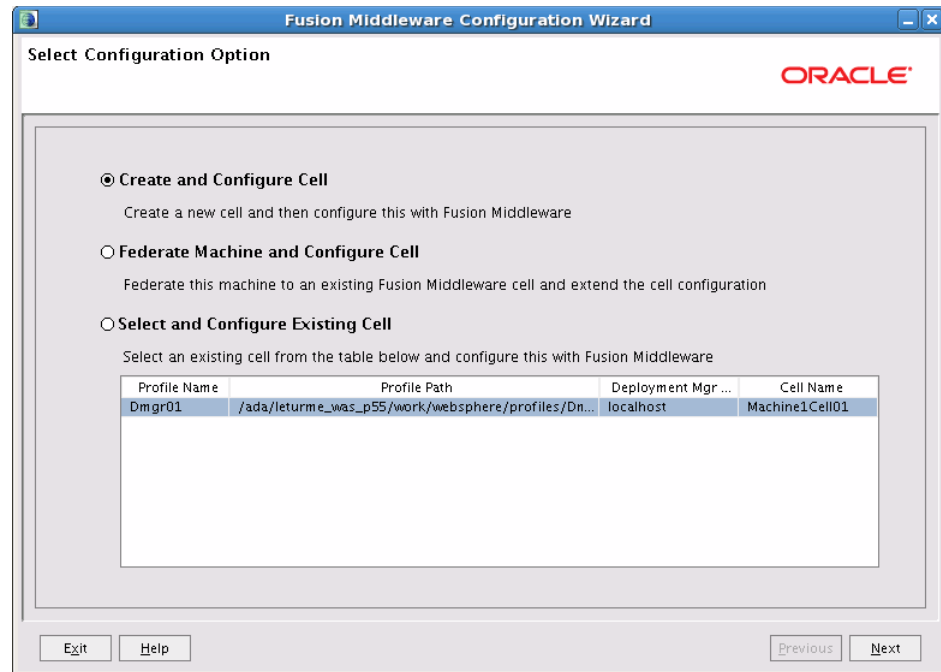 Fusion Middleware Configuration Wizard
Select Configuration Option
ORACLE
Create and Configure Cell
Create a new cell and then configure this with Fusion Middleware
Federate Machine and Configure Cell
Federate this machine to an existing Fusion Middleware cell and extend the cell configuration
Select and Configure Existing Cell
Select an existing cell from the table below and configure this with Fusion Middleware
Profile Name Profile Path Deployment Mgr ... Cell Name
Dmgr01 /ada/leturme_was_p55/work/websphere/profiles/Dm... localhost Machine1Cell01
Exit Help Previous Next